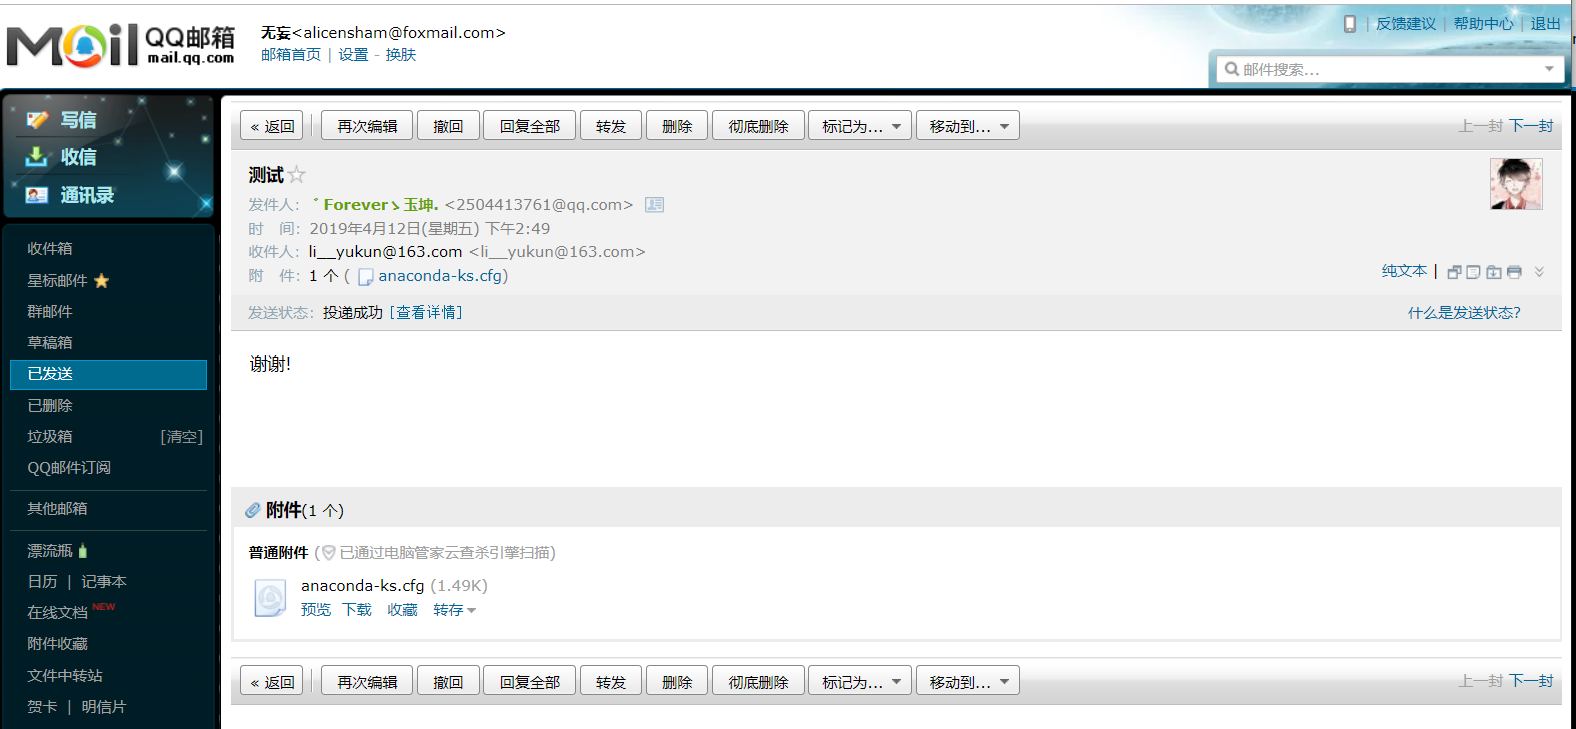 Mail QQ邮箱 mail.qq.com
无妄<alicensham@foxmail.com>
邮箱首页 | 设置 - 换肤
反馈建议 | 帮助中心 | 退出
邮件搜索...
写信
收信
通讯录
收件箱
星标邮件
群邮件
草稿箱
已发送
已删除
垃圾箱 [清空]
QQ邮件订阅
其他邮箱
漂流瓶
日历 | 记事本
在线文档 NEW
附件收藏
文件中转站
贺卡 | 明信片
« 返回 再次编辑 撤回 回复全部 转发 删除 彻底删除 标记为... 移动到... 上一封 下一封
测试
发件人: ゛Foreverゝ玉坤. <2504413761@qq.com>
时 间: 2019年4月12日(星期五) 下午2:49
收件人: li__yukun@163.com <li__yukun@163.com>
附 件: 1 个 ( anaconda-ks.cfg)
纯文本 |
发送状态: 投递成功 [查看详情] 什么是发送状态?
谢谢!
附件(1 个)
普通附件 (已通过电脑管家云查杀引擎扫描)
anaconda-ks.cfg (1.49K)
预览 下载 收藏 转存
« 返回 再次编辑 撤回 回复全部 转发 删除 彻底删除 标记为... 移动到... 上一封 下一封